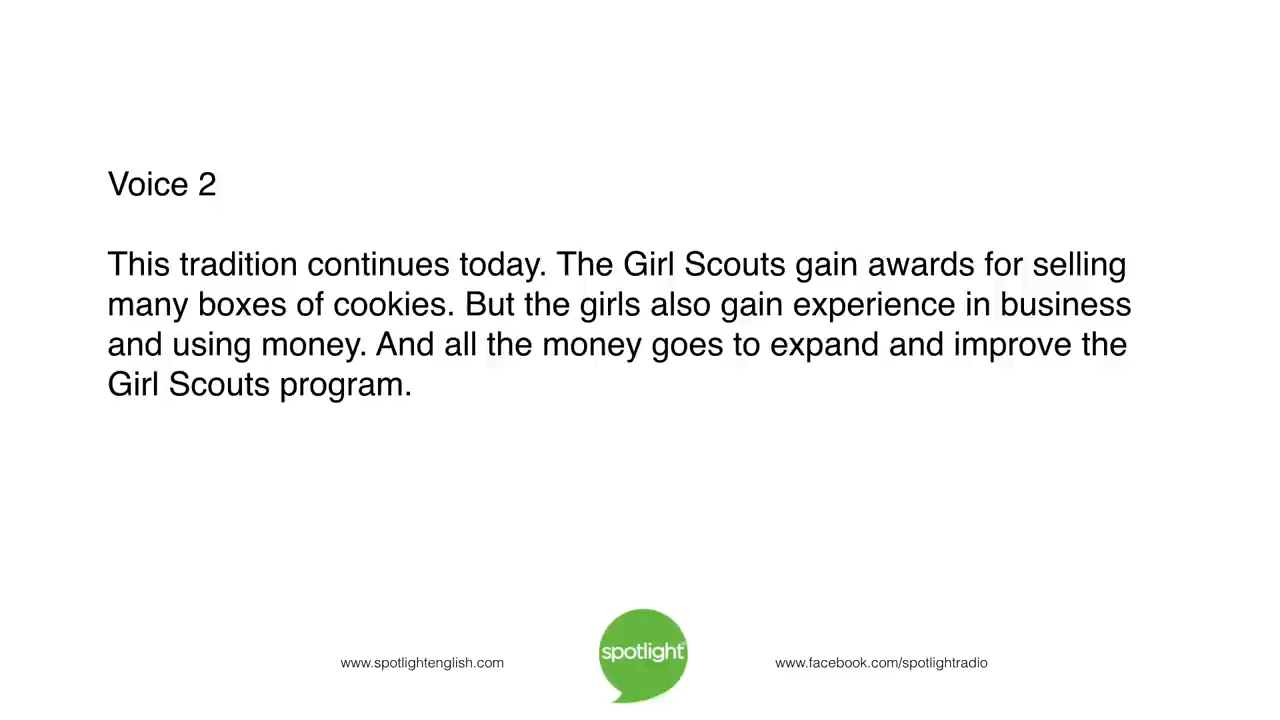 Voice 2
This tradition continues today. The Girl Scouts gain awards for selling
many boxes of cookies. But the girls also gain experience in business
and using money. And all the money goes to expand and improve the
Girl Scouts program.
www.spotlightenglish.com
spotlight
www.facebook.com/spotlightradio